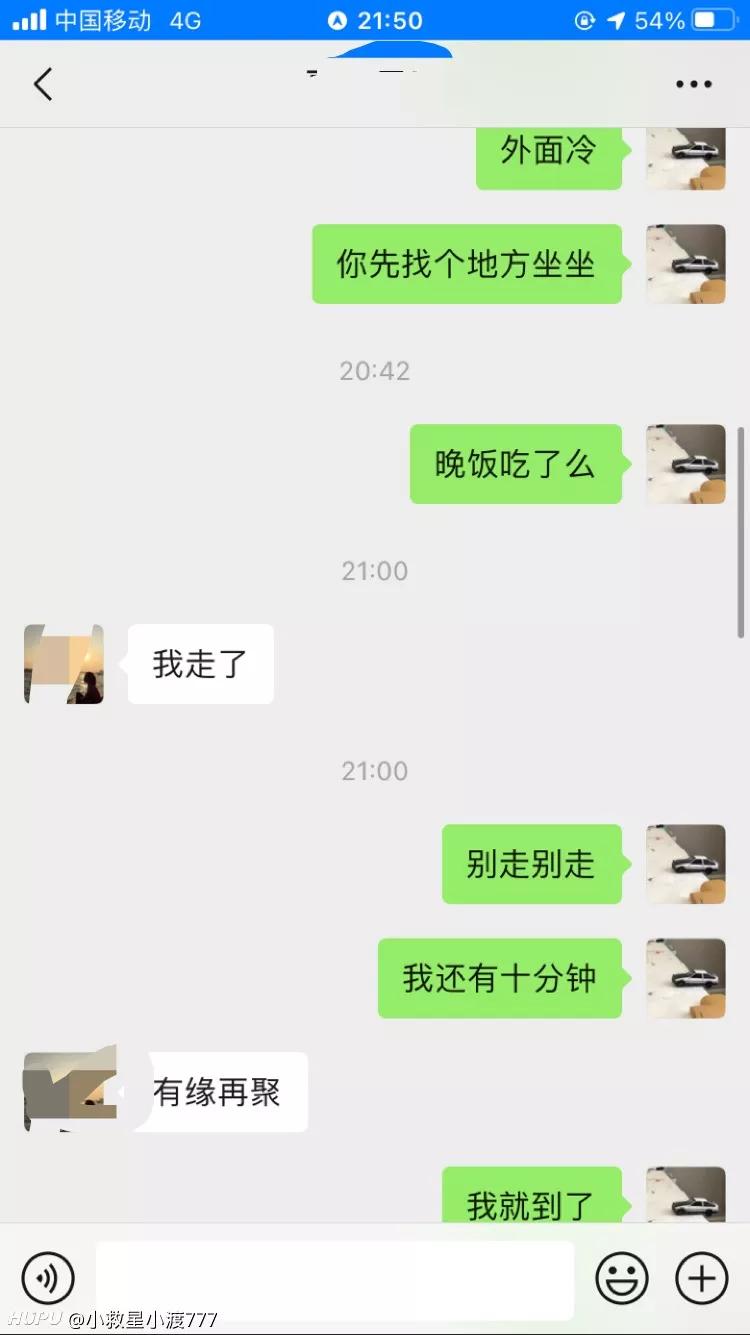 中国移动 4G 21:50 54%
外面冷
你先找个地方坐坐
20:42
晚饭吃了么
21:00
我走了
21:00
别走别走
我还有十分钟
有缘再聚
我就到了
HUPU @小救星小渡777